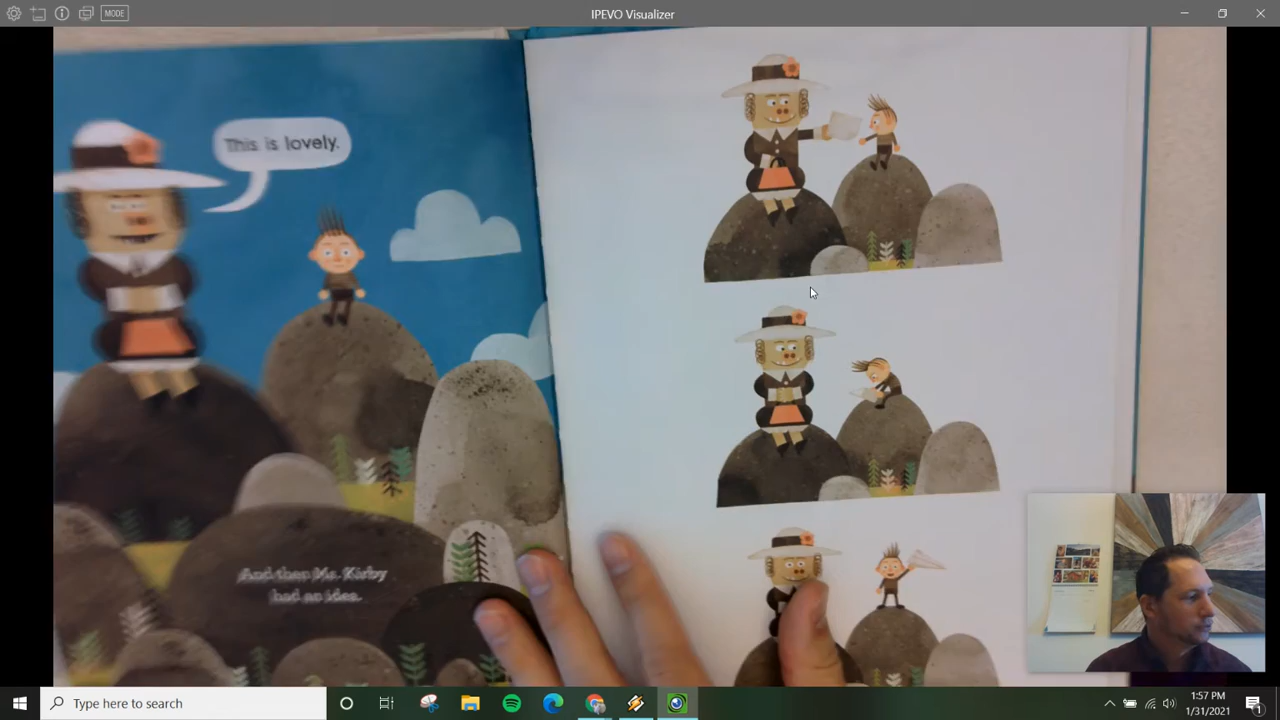 MODE
IPEVO Visualizer
This is lovely.
And then Ms. Kirby
had an idea.
Type here to search
1:57 PM
1/31/2021
1